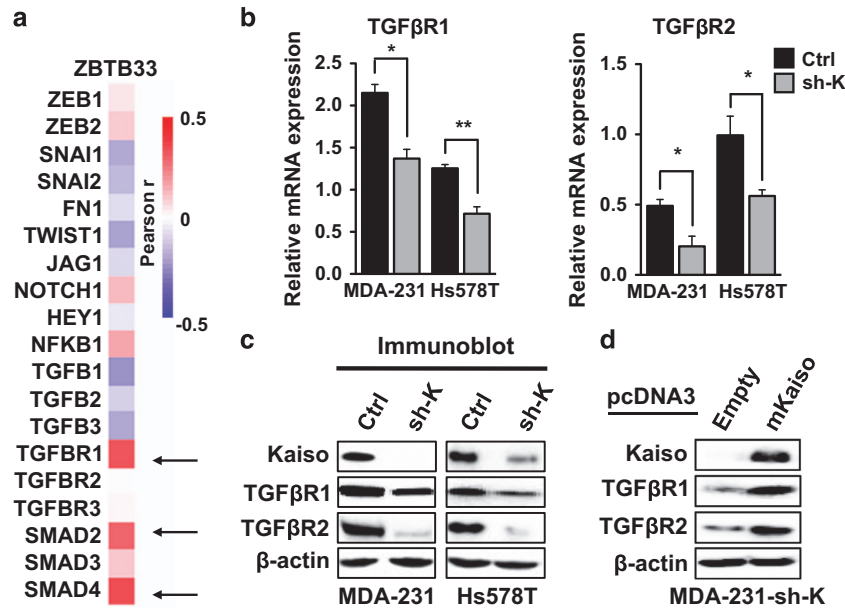 a
ZBTB33
ZEB1
ZEB2
SNAI1
SNAI2
FN1
TWIST1
JAG1
NOTCH1
HEY1
NFKB1
TGFB1
TGFB2
TGFB3
TGFBR1
TGFBR2
TGFBR3
SMAD2
SMAD3
SMAD4
0.5
0
-0.5
Pearson r
b
TGFβR1
Relative mRNA expression
2.5
2.0
1.5
1.0
0.5
0.0
*
**
MDA-231 Hs578T
TGFβR2
Relative mRNA expression
1.5
1.0
0.5
0.0
*
*
MDA-231 Hs578T
Ctrl
sh-K
c
Immunoblot
Ctrl sh-K Ctrl sh-K
Kaiso
TGFβR1
TGFβR2
β-actin
MDA-231 Hs578T
d
pcDNA3
Empty mKaiso
Kaiso
TGFβR1
TGFβR2
β-actin
MDA-231-sh-K